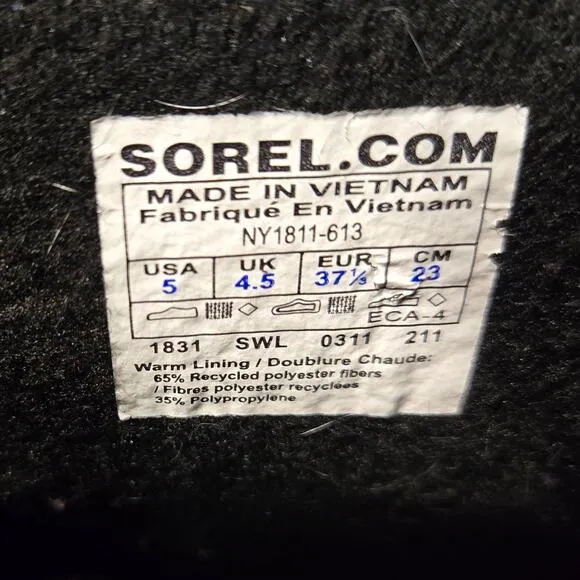 SOREL.COM
MADE IN VIETNAM
Fabriqué En Vietnam
NY1811-613
USA UK EUR CM
5 4.5 37⅓ 23
ECA-4
1831 SWL 0311 211
Warm Lining / Doublure Chaude:
65% Recycled polyester fibers
/ Fibres polyester recyclées
35% Polypropylene